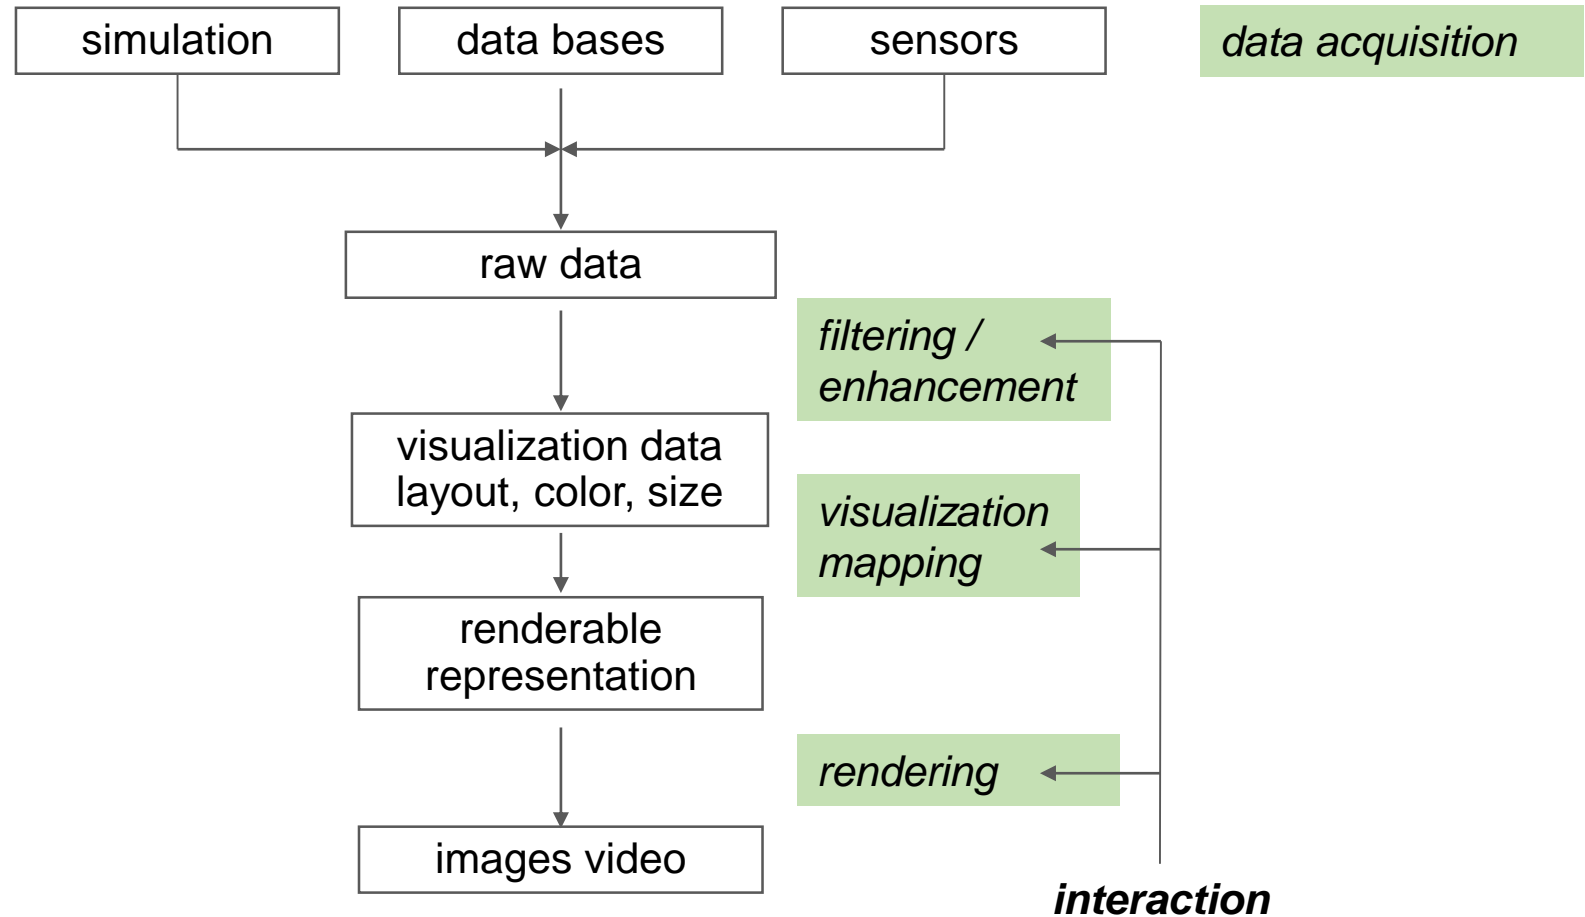 simulation
data bases
sensors
data acquisition
raw data
filtering /
enhancement
visualization data
layout, color, size
visualization
mapping
renderable
representation
rendering
images video
interaction